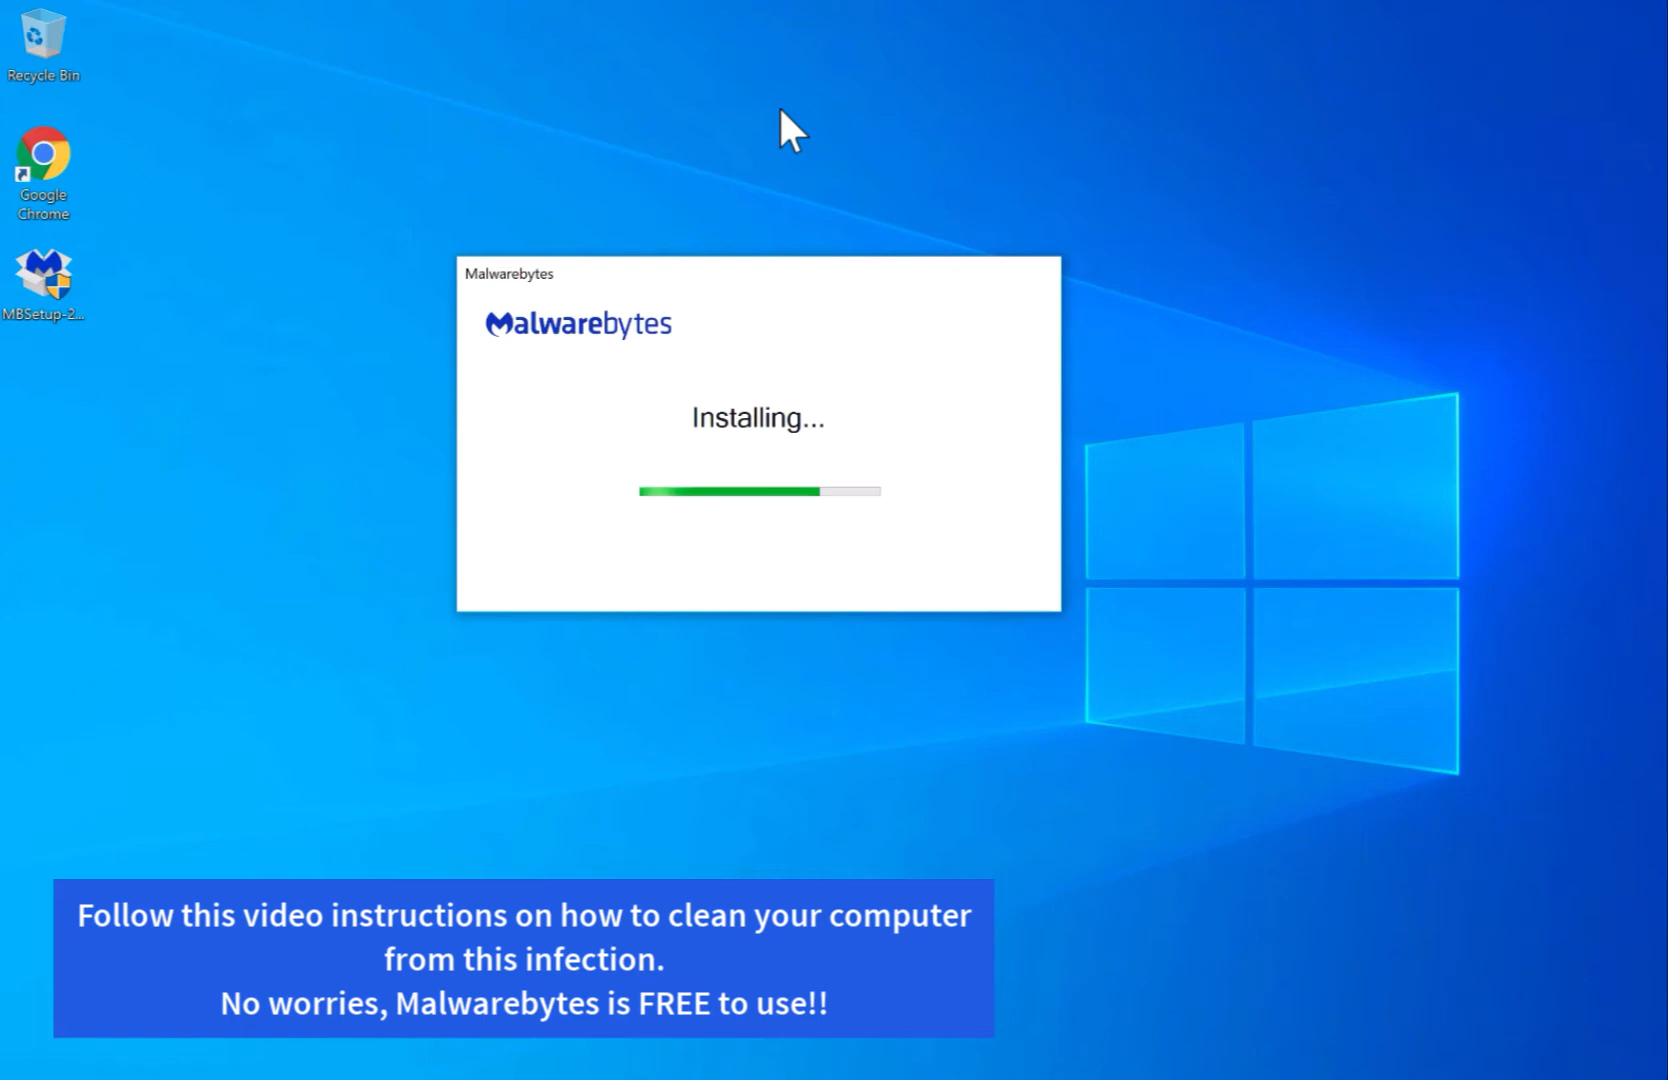 Recycle Bin
Google
Chrome
MBSetup-2...
Malwarebytes
Malwarebytes
Installing...
Follow this video instructions on how to clean your computer
from this infection.
No worries, Malwarebytes is FREE to use!!